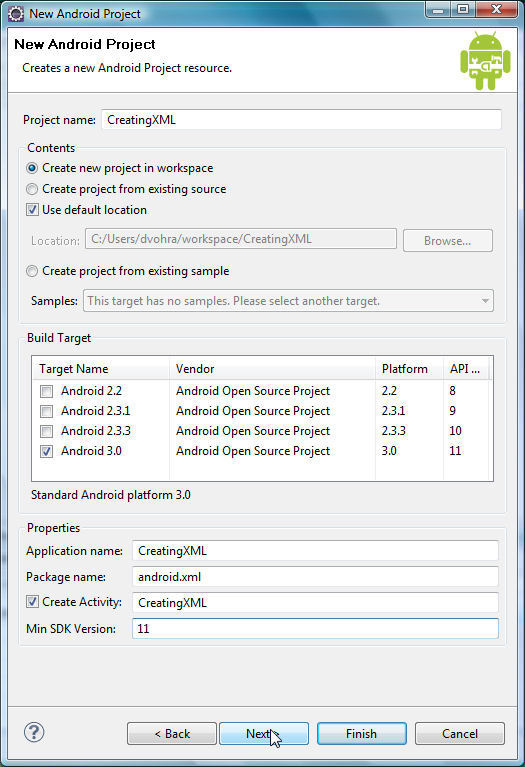 New Android Project
New Android Project
Creates a new Android Project resource.
Project name: CreatingXML
Contents
Create new project in workspace
Create project from existing source
Use default location
Location: C:/Users/dvohra/workspace/CreatingXML Browse...
Create project from existing sample
Samples: This target has no samples. Please select another target.
Build Target
Target Name Vendor Platform API ...
Android 2.2 Android Open Source Project 2.2 8
Android 2.3.1 Android Open Source Project 2.3.1 9
Android 2.3.3 Android Open Source Project 2.3.3 10
Android 3.0 Android Open Source Project 3.0 11
Standard Android platform 3.0
Properties
Application name: CreatingXML
Package name: android.xml
Create Activity: CreatingXML
Min SDK Version: 11
? < Back Next > Finish Cancel